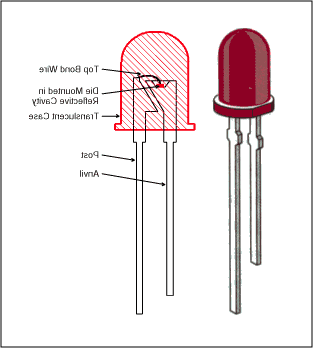 Top Bond Wire
Die Mounted in
Reflective Cavity
Translucent Case
Post
Anvil